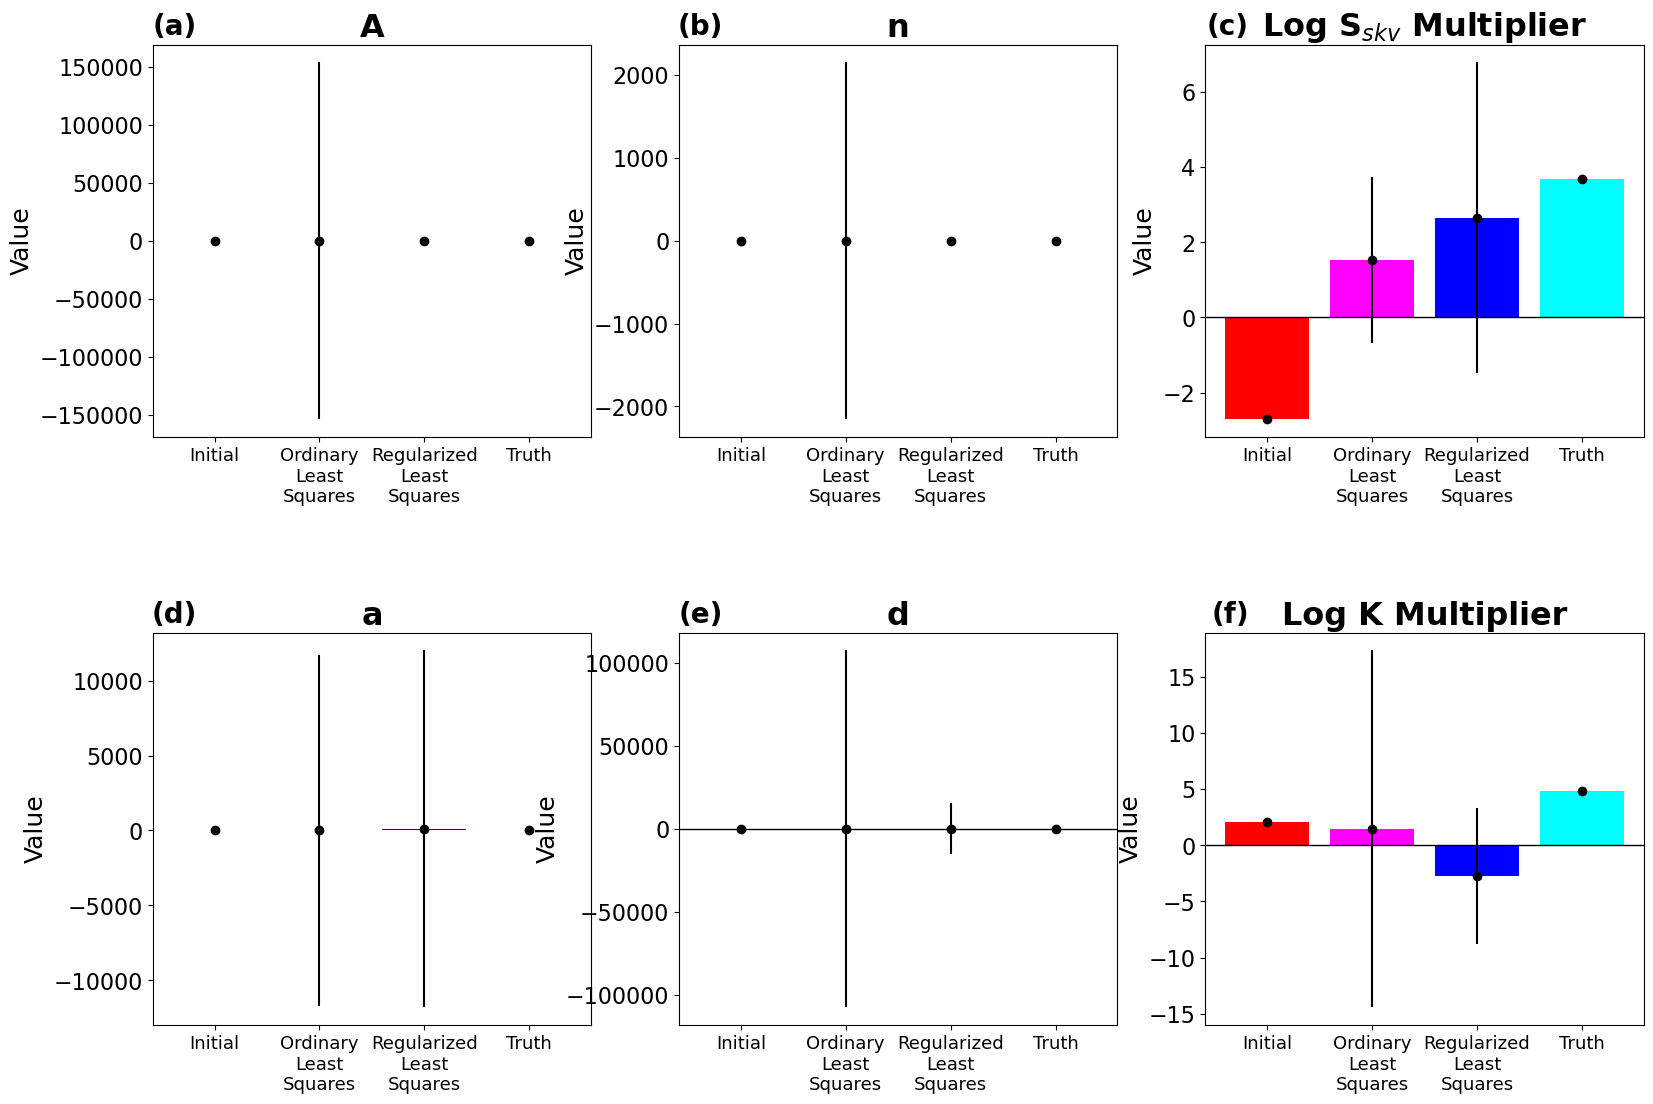 (a) A
150000
100000
50000
0
−50000
−100000
−150000
Value
Initial
Ordinary
Least
Squares
Regularized
Least
Squares
Truth
(b) n
2000
1000
0
−1000
−2000
Value
Initial
Ordinary
Least
Squares
Regularized
Least
Squares
Truth
(c) Log S_skv Multiplier
6
4
2
0
−2
Value
Initial
Ordinary
Least
Squares
Regularized
Least
Squares
Truth
(d) a
10000
5000
0
−5000
−10000
Value
Initial
Ordinary
Least
Squares
Regularized
Least
Squares
Truth
(e) d
100000
50000
0
−50000
−100000
Value
Initial
Ordinary
Least
Squares
Regularized
Least
Squares
Truth
(f) Log K Multiplier
15
10
5
0
−5
−10
−15
Value
Initial
Ordinary
Least
Squares
Regularized
Least
Squares
Truth